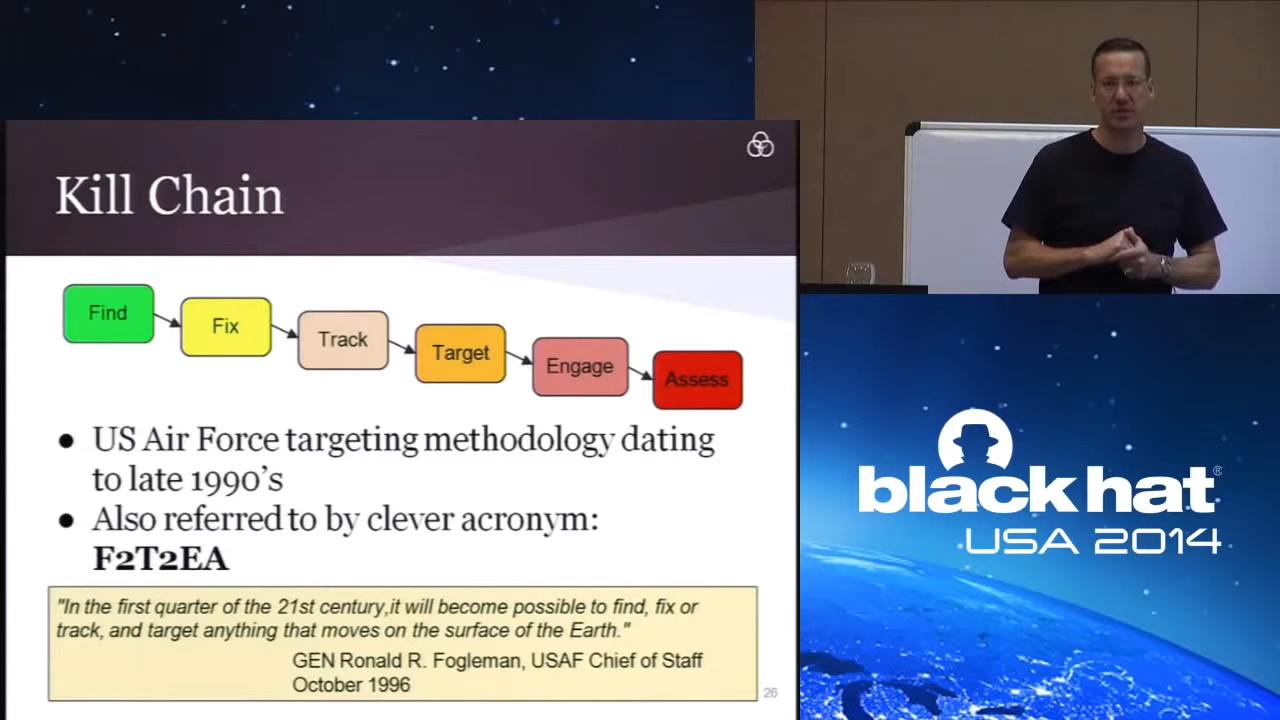 Kill Chain
Find
Fix
Track
Target
Engage
Assess
● US Air Force targeting methodology dating
to late 1990's
● Also referred to by clever acronym:
F2T2EA
"In the first quarter of the 21st century,it will become possible to find, fix or
track, and target anything that moves on the surface of the Earth."
GEN Ronald R. Fogleman, USAF Chief of Staff
October 1996
26
black hat®
USA 2014